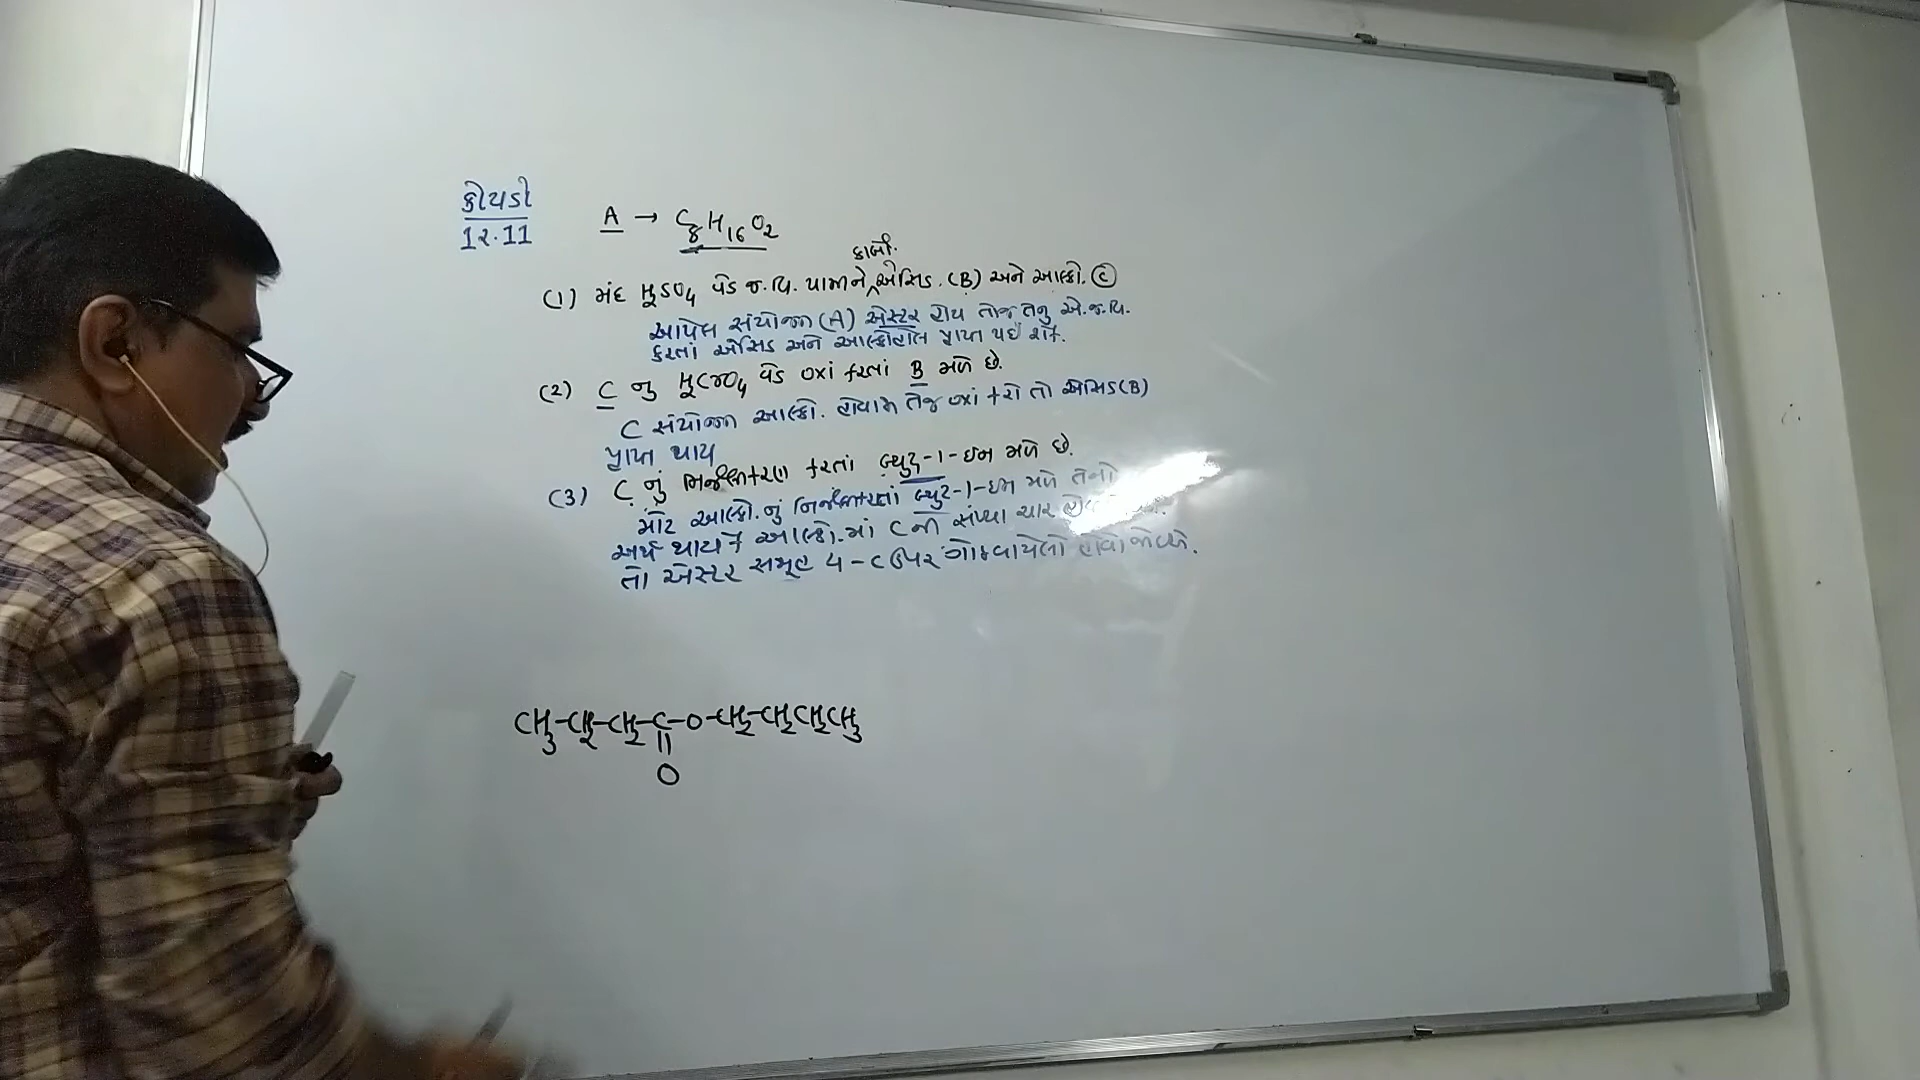 કોયડો
12.11
A → C8H16O2
કાર્બો.
(1) મંદ H2SO4 વડે જ.વિ. પામીને ^ એસિડ. (B) અને આલ્કો. Ⓒ
આપેલ સંયોજન (A) એસ્ટર હોય તોજ તેનુ એ.જ.વિ.
કરતાં એસિડ અને આલ્કોહોલ પ્રાપ્ત થઈ શકે.
(2) C નુ H2CrO4 વડે oxi કરતાં B મળે છે.
C સંયોજન આલ્કો. હોવાને તેજ oxi કરો તો એસિડ (B)
પ્રાપ્ત થાય
(3) C નું નિર્જલીકરણ કરતાં બ્યુટ-1-ઈન મળે છે.
માટે આલ્કો.નું નિર્જલીકરતાં બ્યુટ-1-ઈન મળે તેનો
અર્થ થાય કે આલ્કો.માં C ની સંખ્યા ચાર
તો એસ્ટર સમૂહ 4-C ઉપર ગોઠવાયેલો હોવો જોઇએ.
CH3-CH2-CH2-C-O-CH2-CH2CH2CH3
||
O